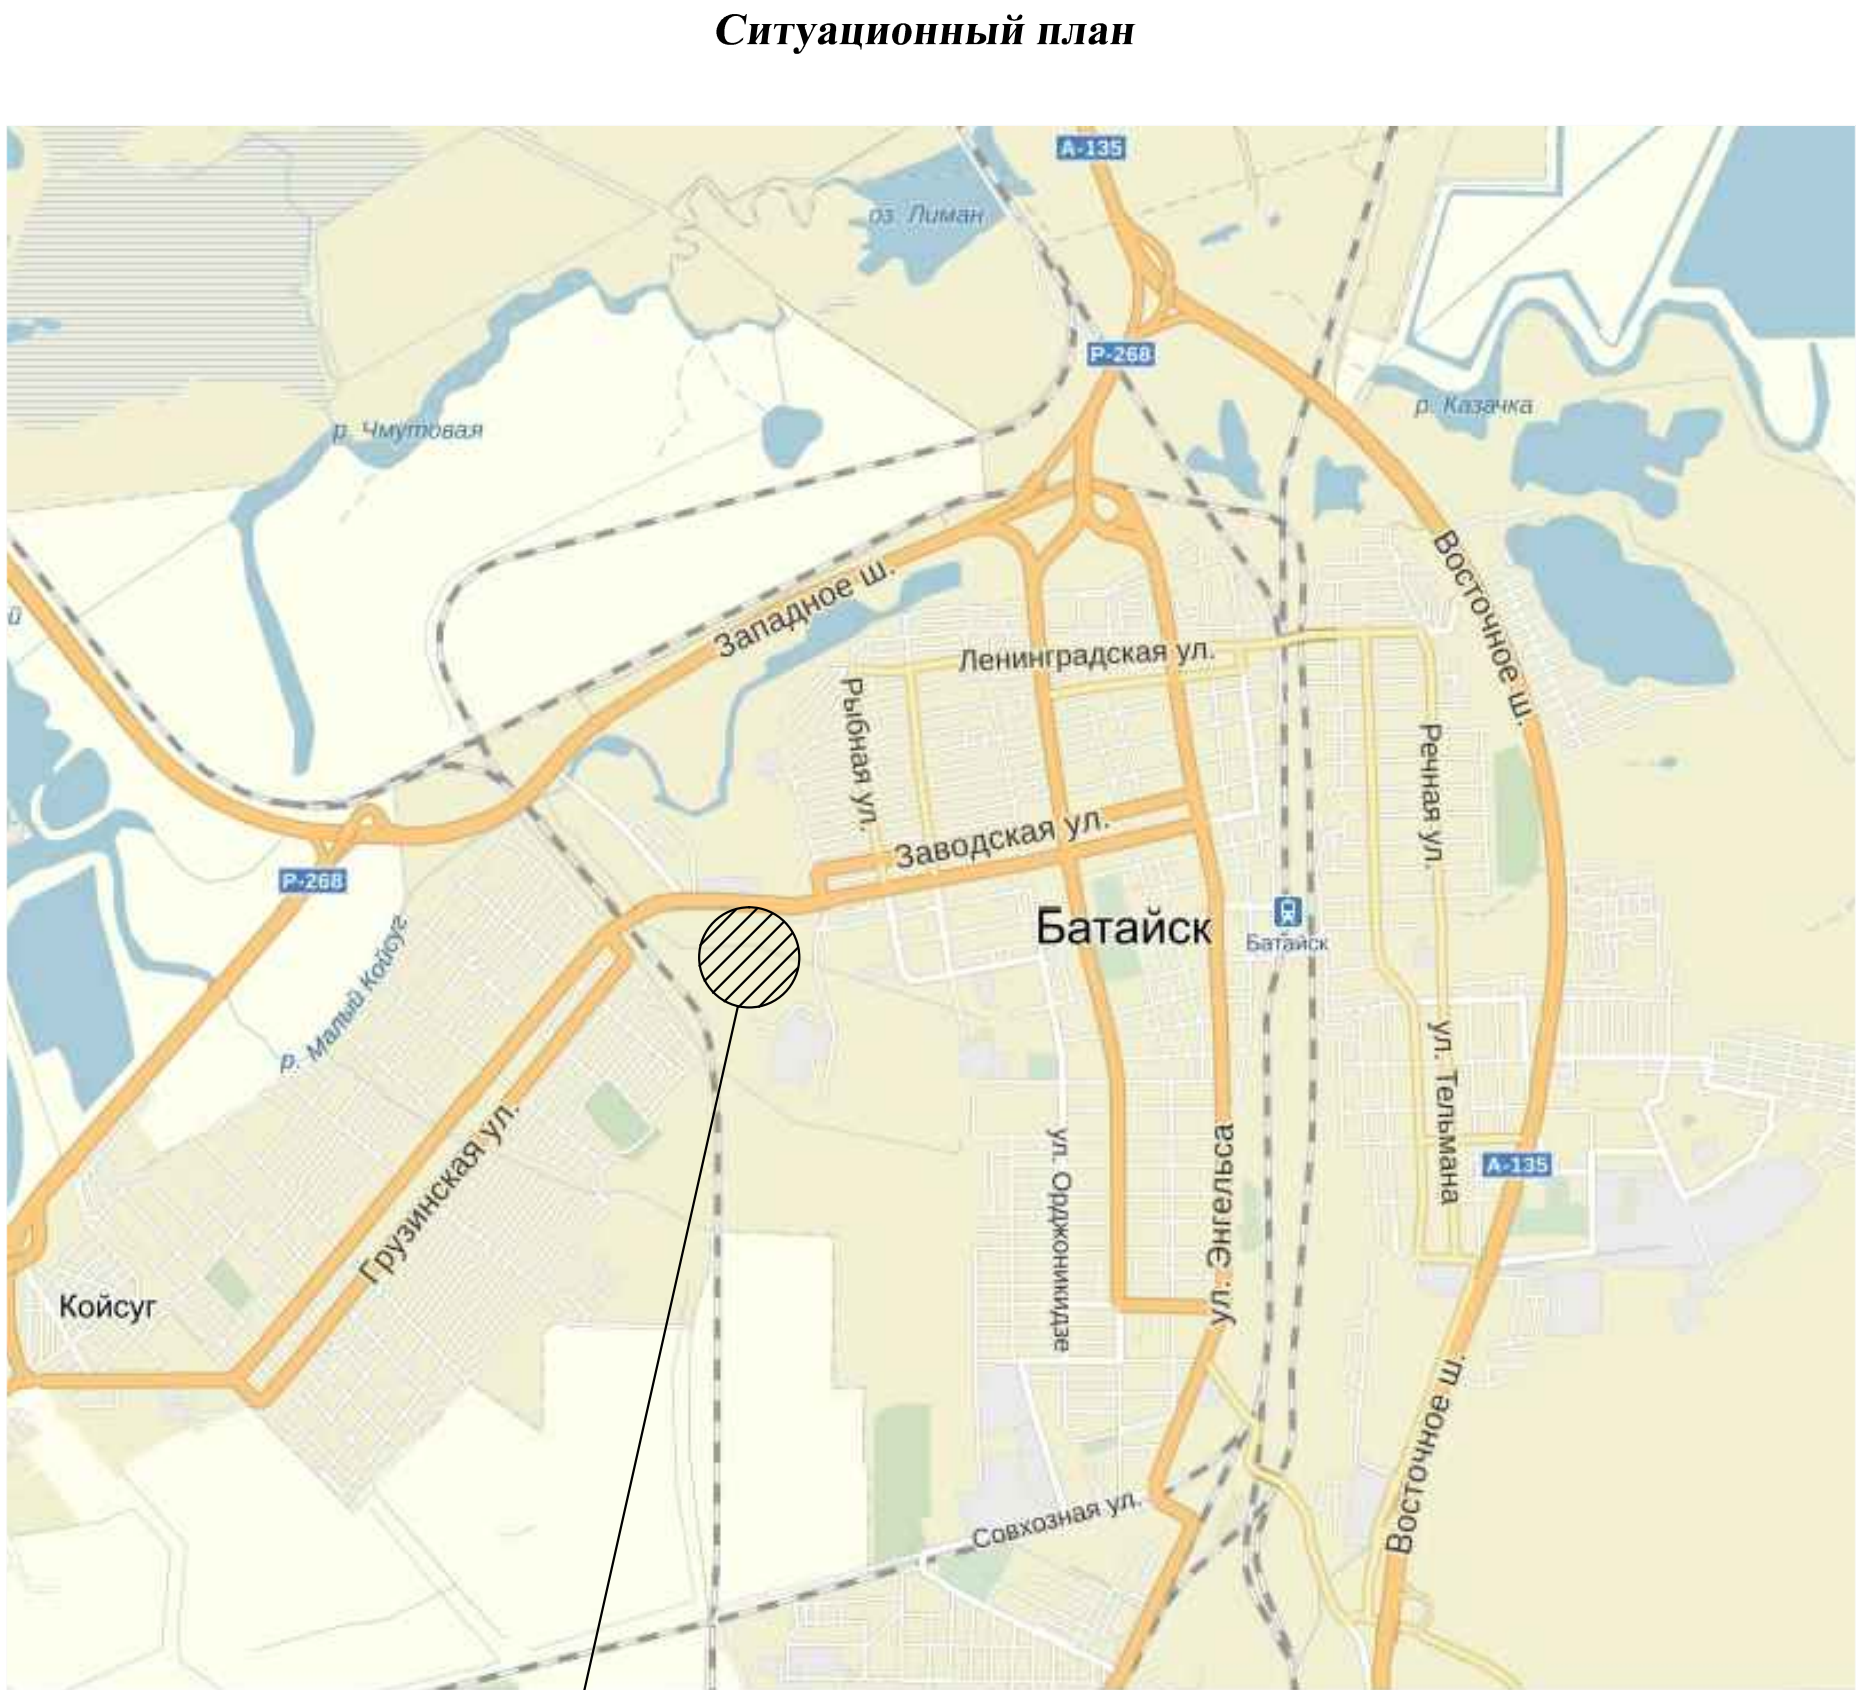 Ситуационный план
А-135
оз. Лиман
Р-268
р. Казачка
р. Чмутовая
Восточное ш.
Западное ш.
й
Ленинградская ул.
Рыбная ул.
Речная ул.
Заводская ул.
Р-268
Батайск
Батайск
р. Малый Койсуг
ул. Тельмана
Грузинская ул.
ул. Орджоникидзе
ул. Энгельса
А-135
Койсуг
Восточное ш.
Совхозная ул.